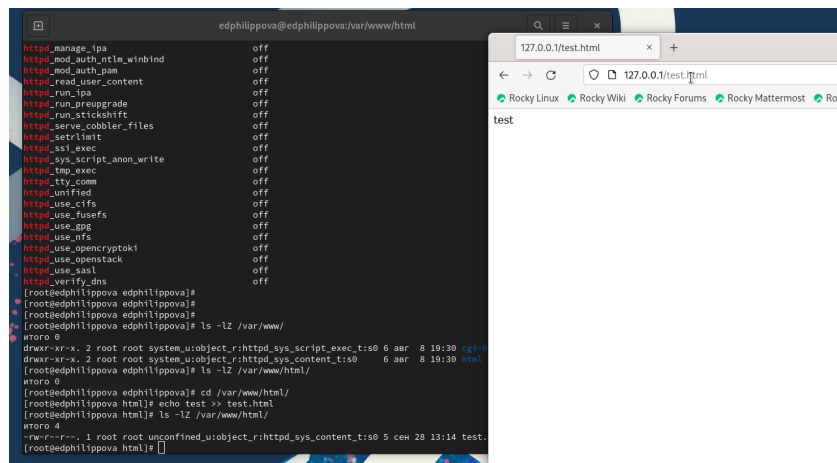 edphilippova@edphilippova:/var/www/html
httpd_manage_ipa off
httpd_mod_auth_ntlm_winbind off
httpd_mod_auth_pam off
httpd_read_user_content off
httpd_run_ipa off
httpd_run_preupgrade off
httpd_run_stickshift off
httpd_serve_cobbler_files off
httpd_setrlimit off
httpd_ssi_exec off
httpd_sys_script_anon_write off
httpd_tmp_exec off
httpd_tty_comm off
httpd_unified off
httpd_use_cifs off
httpd_use_fusefs off
httpd_use_gpg off
httpd_use_nfs off
httpd_use_opencryptoki off
httpd_use_openstack off
httpd_use_sasl off
httpd_verify_dns off
[root@edphilippova edphilippova]#
[root@edphilippova edphilippova]#
[root@edphilippova edphilippova]#
[root@edphilippova edphilippova]# ls -lZ /var/www/
итого 0
drwxr-xr-x. 2 root root system_u:object_r:httpd_sys_script_exec_t:s0 6 авг 8 19:30 cgi-b
drwxr-xr-x. 2 root root system_u:object_r:httpd_sys_content_t:s0 6 авг 8 19:30 html
[root@edphilippova edphilippova]# ls -lZ /var/www/html/
итого 0
[root@edphilippova edphilippova]# cd /var/www/html/
[root@edphilippova html]# echo test >> test.html
[root@edphilippova html]# ls -lZ /var/www/html/
итого 4
-rw-r--r--. 1 root root unconfined_u:object_r:httpd_sys_content_t:s0 5 сен 28 13:14 test.
[root@edphilippova html]#
127.0.0.1/test.html
127.0.0.1/test.html
Rocky Linux Rocky Wiki Rocky Forums Rocky Mattermost Ro
test